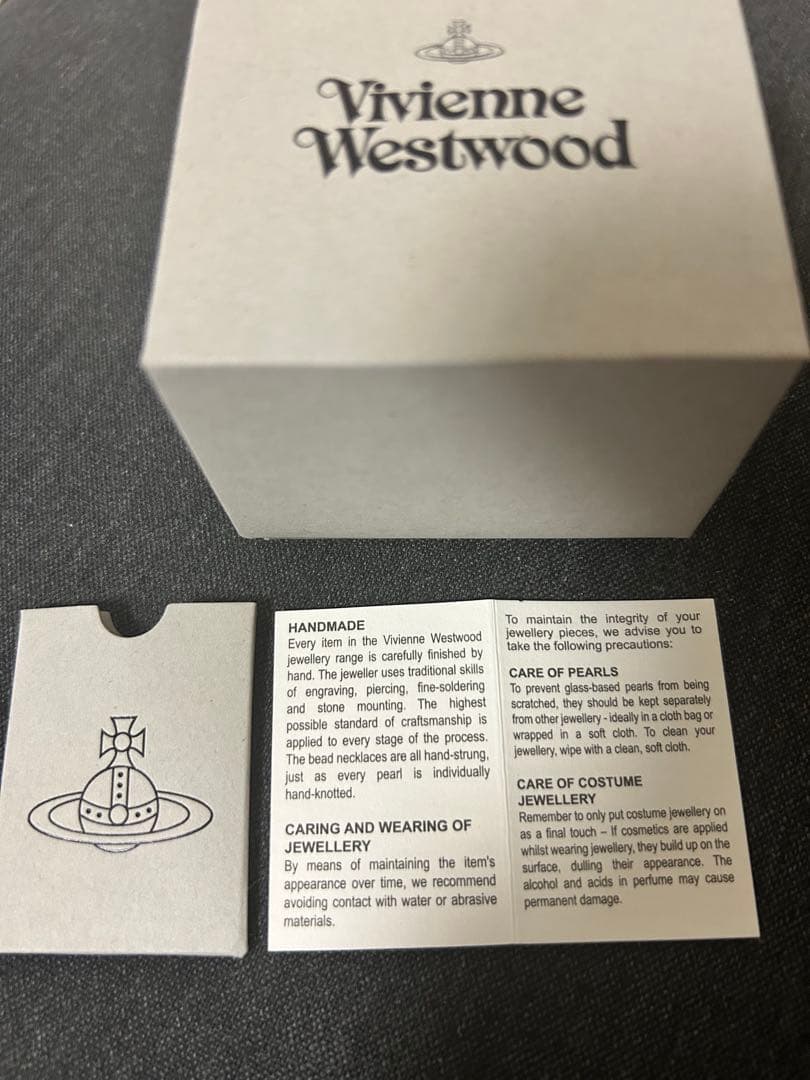 Vivienne
Westwood
HANDMADE
Every item in the Vivienne Westwood
jewellery range is carefully finished by
hand. The jeweller uses traditional skills
of engraving, piercing, fine-soldering
and stone mounting. The highest
possible standard of craftsmanship is
applied to every stage of the process.
The bead necklaces are all hand-strung,
just as every pearl is individually
hand-knotted.
CARING AND WEARING OF
JEWELLERY
By means of maintaining the item's
appearance over time, we recommend
avoiding contact with water or abrasive
materials.
To maintain the integrity of your
jewellery pieces, we advise you to
take the following precautions:
CARE OF PEARLS
To prevent glass-based pearls from being
scratched, they should be kept separately
from other jewellery - ideally in a cloth bag or
wrapped in a soft cloth. To clean your
jewellery, wipe with a clean, soft cloth.
CARE OF COSTUME
JEWELLERY
Remember to only put costume jewellery on
as a final touch – If cosmetics are applied
whilst wearing jewellery, they build up on the
surface, dulling their appearance. The
alcohol and acids in perfume may cause
permanent damage.